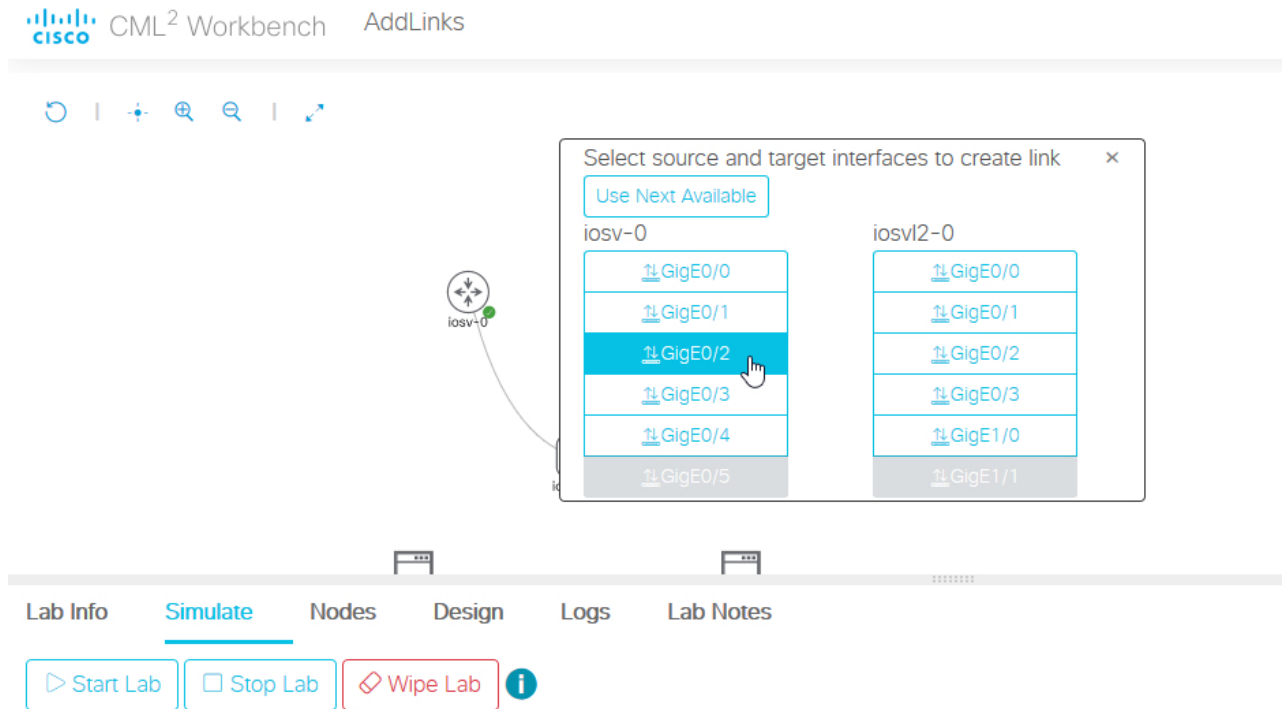 CISCO CML2 Workbench AddLinks
Select source and target interfaces to create link ×
Use Next Available
iosv-0 iosvl2-0
GigE0/0 GigE0/0
GigE0/1 GigE0/1
GigE0/2 GigE0/2
GigE0/3 GigE0/3
GigE0/4 GigE1/0
GigE0/5 GigE1/1
iosv-0
Lab Info Simulate Nodes Design Logs Lab Notes
Start Lab Stop Lab Wipe Lab i